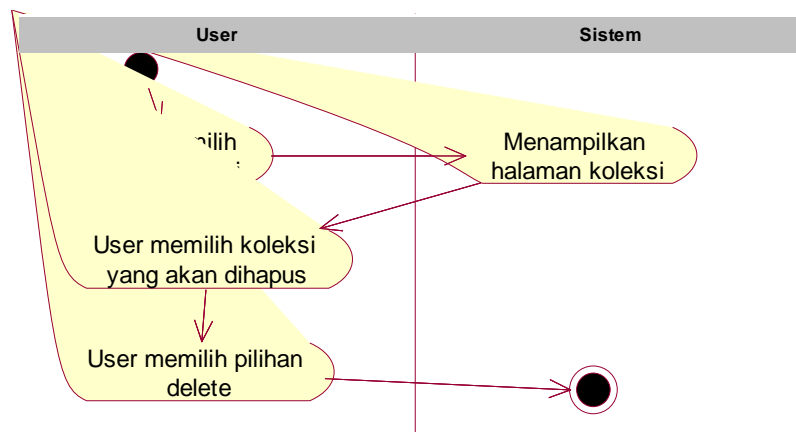 User
Sistem
Menampilkan
halaman koleksi
User memilih koleksi
yang akan dihapus
User memilih pilihan
delete